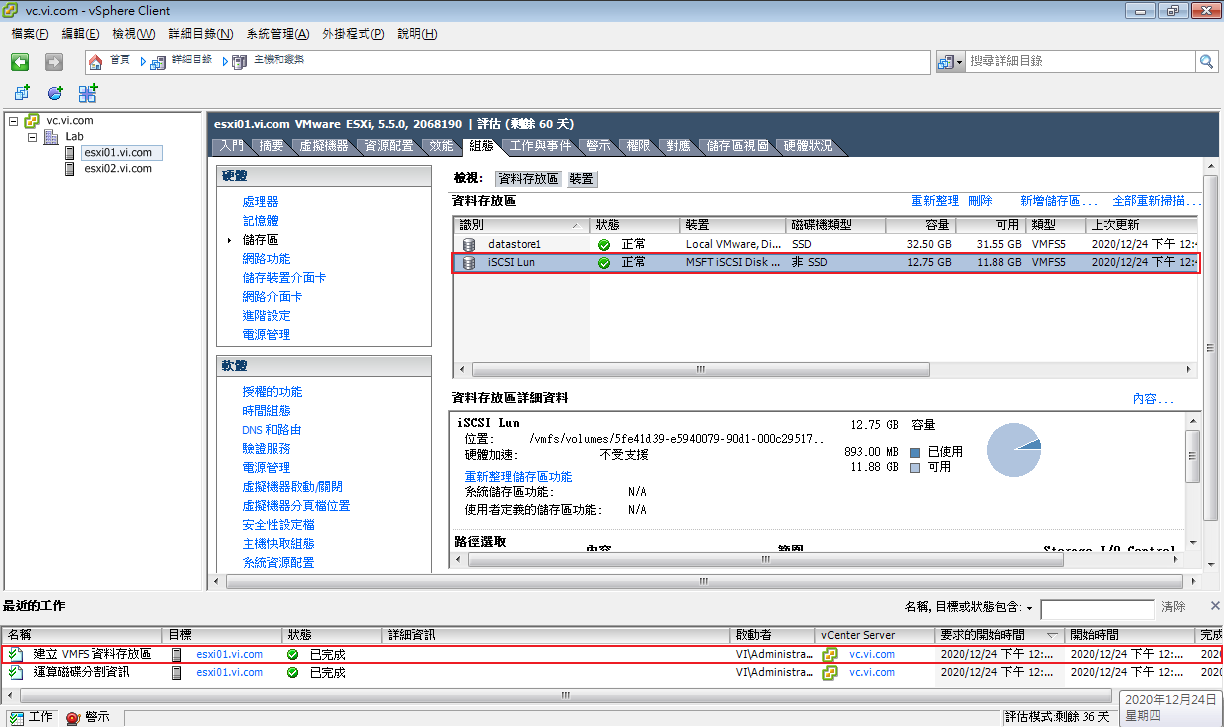 vc.vi.com - vSphere Client
檔案(F) 編輯(E) 檢視(W) 詳細目錄(N) 系統管理(A) 外掛程式(P) 說明(H)
首頁 詳細目錄 主機和叢集 搜尋詳細目錄
vc.vi.com
Lab
esxi01.vi.com
esxi02.vi.com
esxi01.vi.com VMware ESXi, 5.5.0, 2068190 | 評估 (剩餘 60 天)
入門 摘要 虛擬機器 資源配置 效能 組態 工作與事件 警示 權限 對應 儲存區視圖 硬體狀況
硬體
處理器
記憶體
儲存區
網路功能
儲存裝置介面卡
網路介面卡
進階設定
電源管理
軟體
授權的功能
時間組態
DNS 和路由
驗證服務
電源管理
虛擬機器啟動/關閉
虛擬機器分頁檔位置
安全性設定檔
主機快取組態
系統資源配置
檢視: 資料存放區 裝置
資料存放區 重新整理 刪除 新增儲存區... 全部重新掃描...
識別 狀態 裝置 磁碟機類型 容量 可用 類型 上次更新
datastore1 正常 Local VMware, Di... SSD 32.50 GB 31.55 GB VMFS5 2020/12/24 下午 12:
iSCSI Lun 正常 MSFT iSCSI Disk ... 非 SSD 12.75 GB 11.88 GB VMFS5 2020/12/24 下午 12:
資料存放區詳細資料 內容...
iSCSI Lun 12.75 GB 容量
位置: /vmfs/volumes/5fe41d39-e5940079-90d1-000c29517..
硬體加速: 不受支援 893.00 MB 已使用
11.88 GB 可用
重新整理儲存區功能
系統儲存區功能: N/A
使用者定義的儲存區功能: N/A
路徑選取 內容 範圍 Storage I/O Control
最近的工作 名稱, 目標或狀態包含: 清除
名稱 目標 狀態 詳細資訊 啟動者 vCenter Server 要求的開始時間 開始時間 完成
建立 VMFS 資料存放區 esxi01.vi.com 已完成 VI\Administra... vc.vi.com 2020/12/24 下午 12:... 2020/12/24 下午 12:... 2020
運算磁碟分割資訊 esxi01.vi.com 已完成 VI\Administra... vc.vi.com 2020/12/24 下午 12:... 2020/12/24 下午 12:... 2020
工作 警示 評估模式:剩餘 36 天
2020年12月24日
星期四